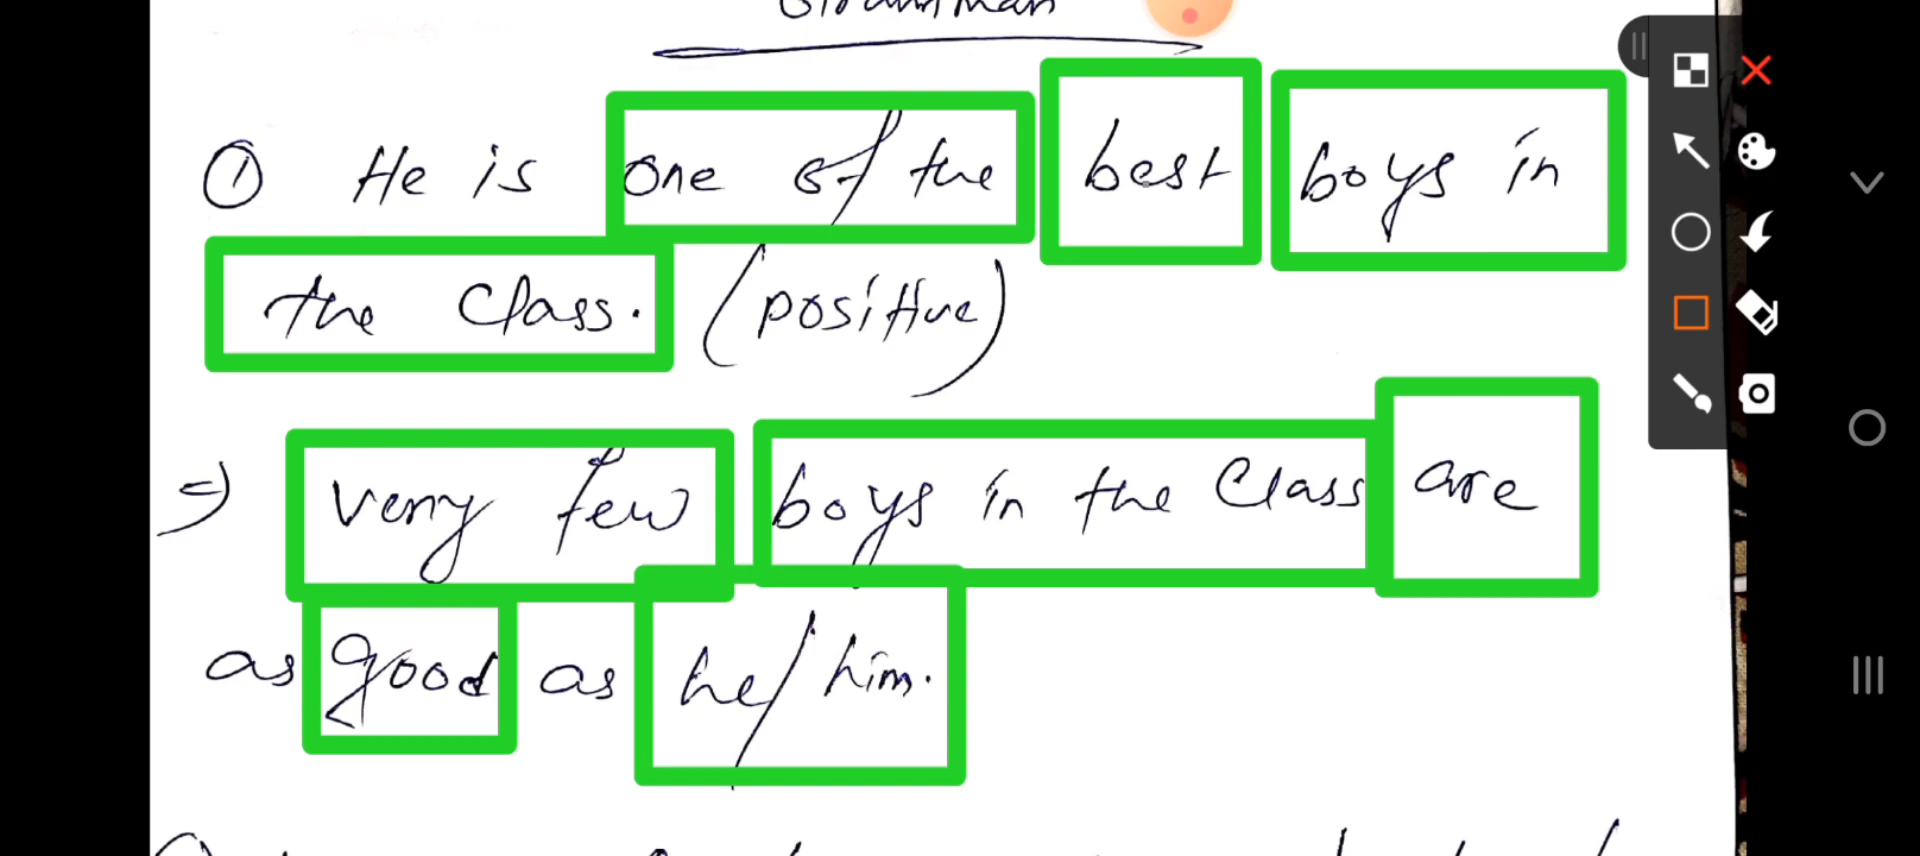 ① He is one of the best boys in
the class. (positive)
⇒ very few boys in the class are
as good as he/him.